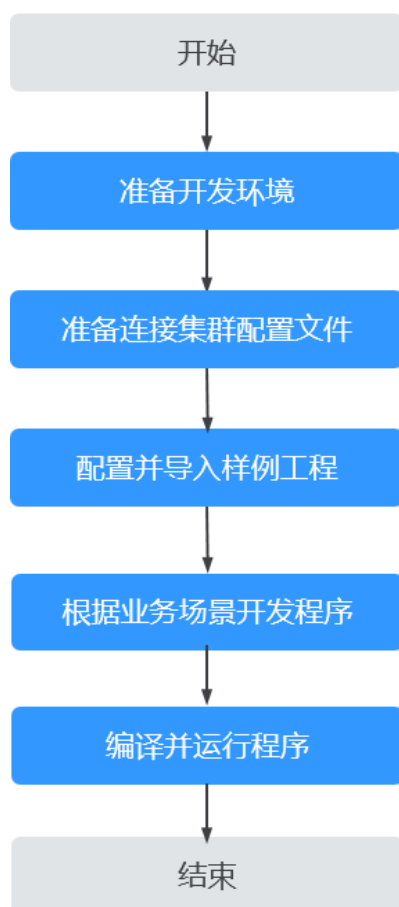 开始
准备开发环境
准备连接集群配置文件
配置并导入样例工程
根据业务场景开发程序
编译并运行程序
结束